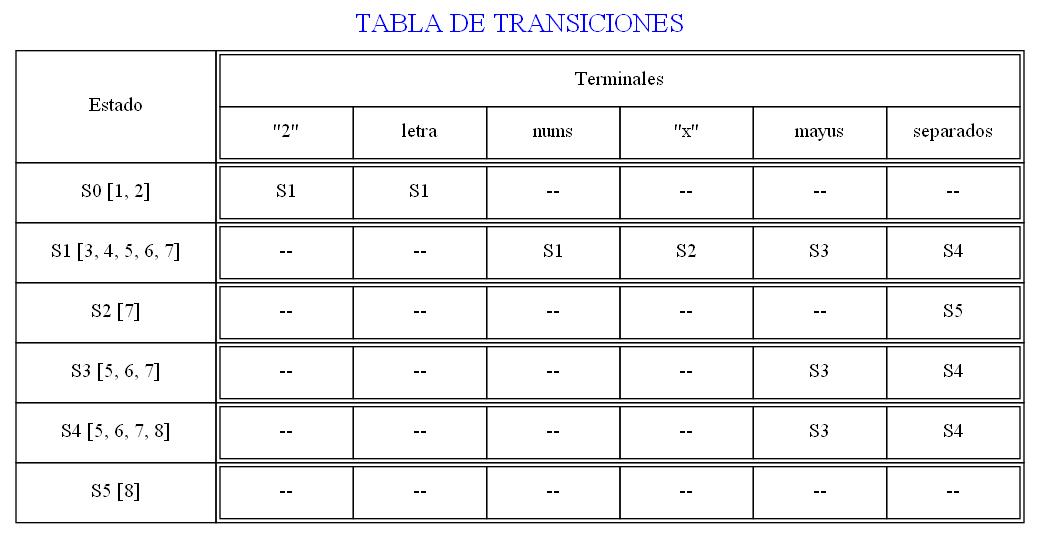 TABLA DE TRANSICIONES
Estado Terminales
"2" letra nums "x" mayus separados
S0 [1, 2] S1 S1 -- -- -- --
S1 [3, 4, 5, 6, 7] -- -- S1 S2 S3 S4
S2 [7] -- -- -- -- -- S5
S3 [5, 6, 7] -- -- -- -- S3 S4
S4 [5, 6, 7, 8] -- -- -- -- S3 S4
S5 [8] -- -- -- -- -- --